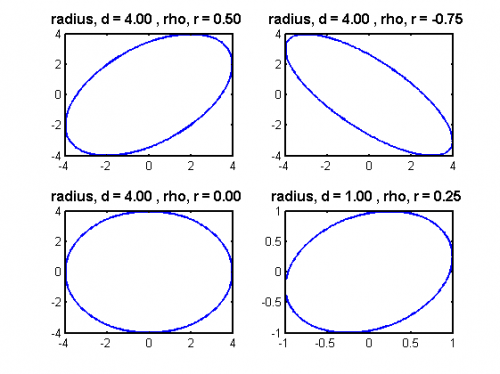 radius, d = 4.00 , rho, r = 0.50
4
2
0
-2
-4
-4 -2 0 2 4
radius, d = 4.00 , rho, r = -0.75
4
2
0
-2
-4
-4 -2 0 2 4
radius, d = 4.00 , rho, r = 0.00
4
2
0
-2
-4
-4 -2 0 2 4
radius, d = 1.00 , rho, r = 0.25
1
0.5
0
-0.5
-1
-1 -0.5 0 0.5 1